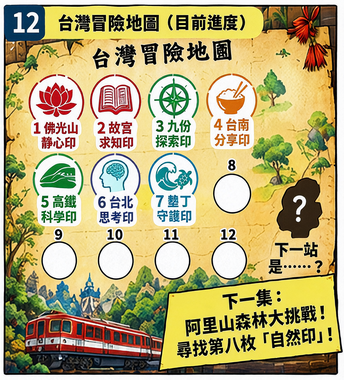 12 台灣冒險地圖（目前進度）
台灣冒險地圖
1 佛光山
靜心印
2 故宮
求知印
3 九份
探索印
4 台南
分享印
5 高鐵
科學印
6 台北
思考印
7 墾丁
守護印
8
?
9
10
11
12
下一站
是……？
下一集：
阿里山森林大挑戰！
尋找第八枚「自然印」！